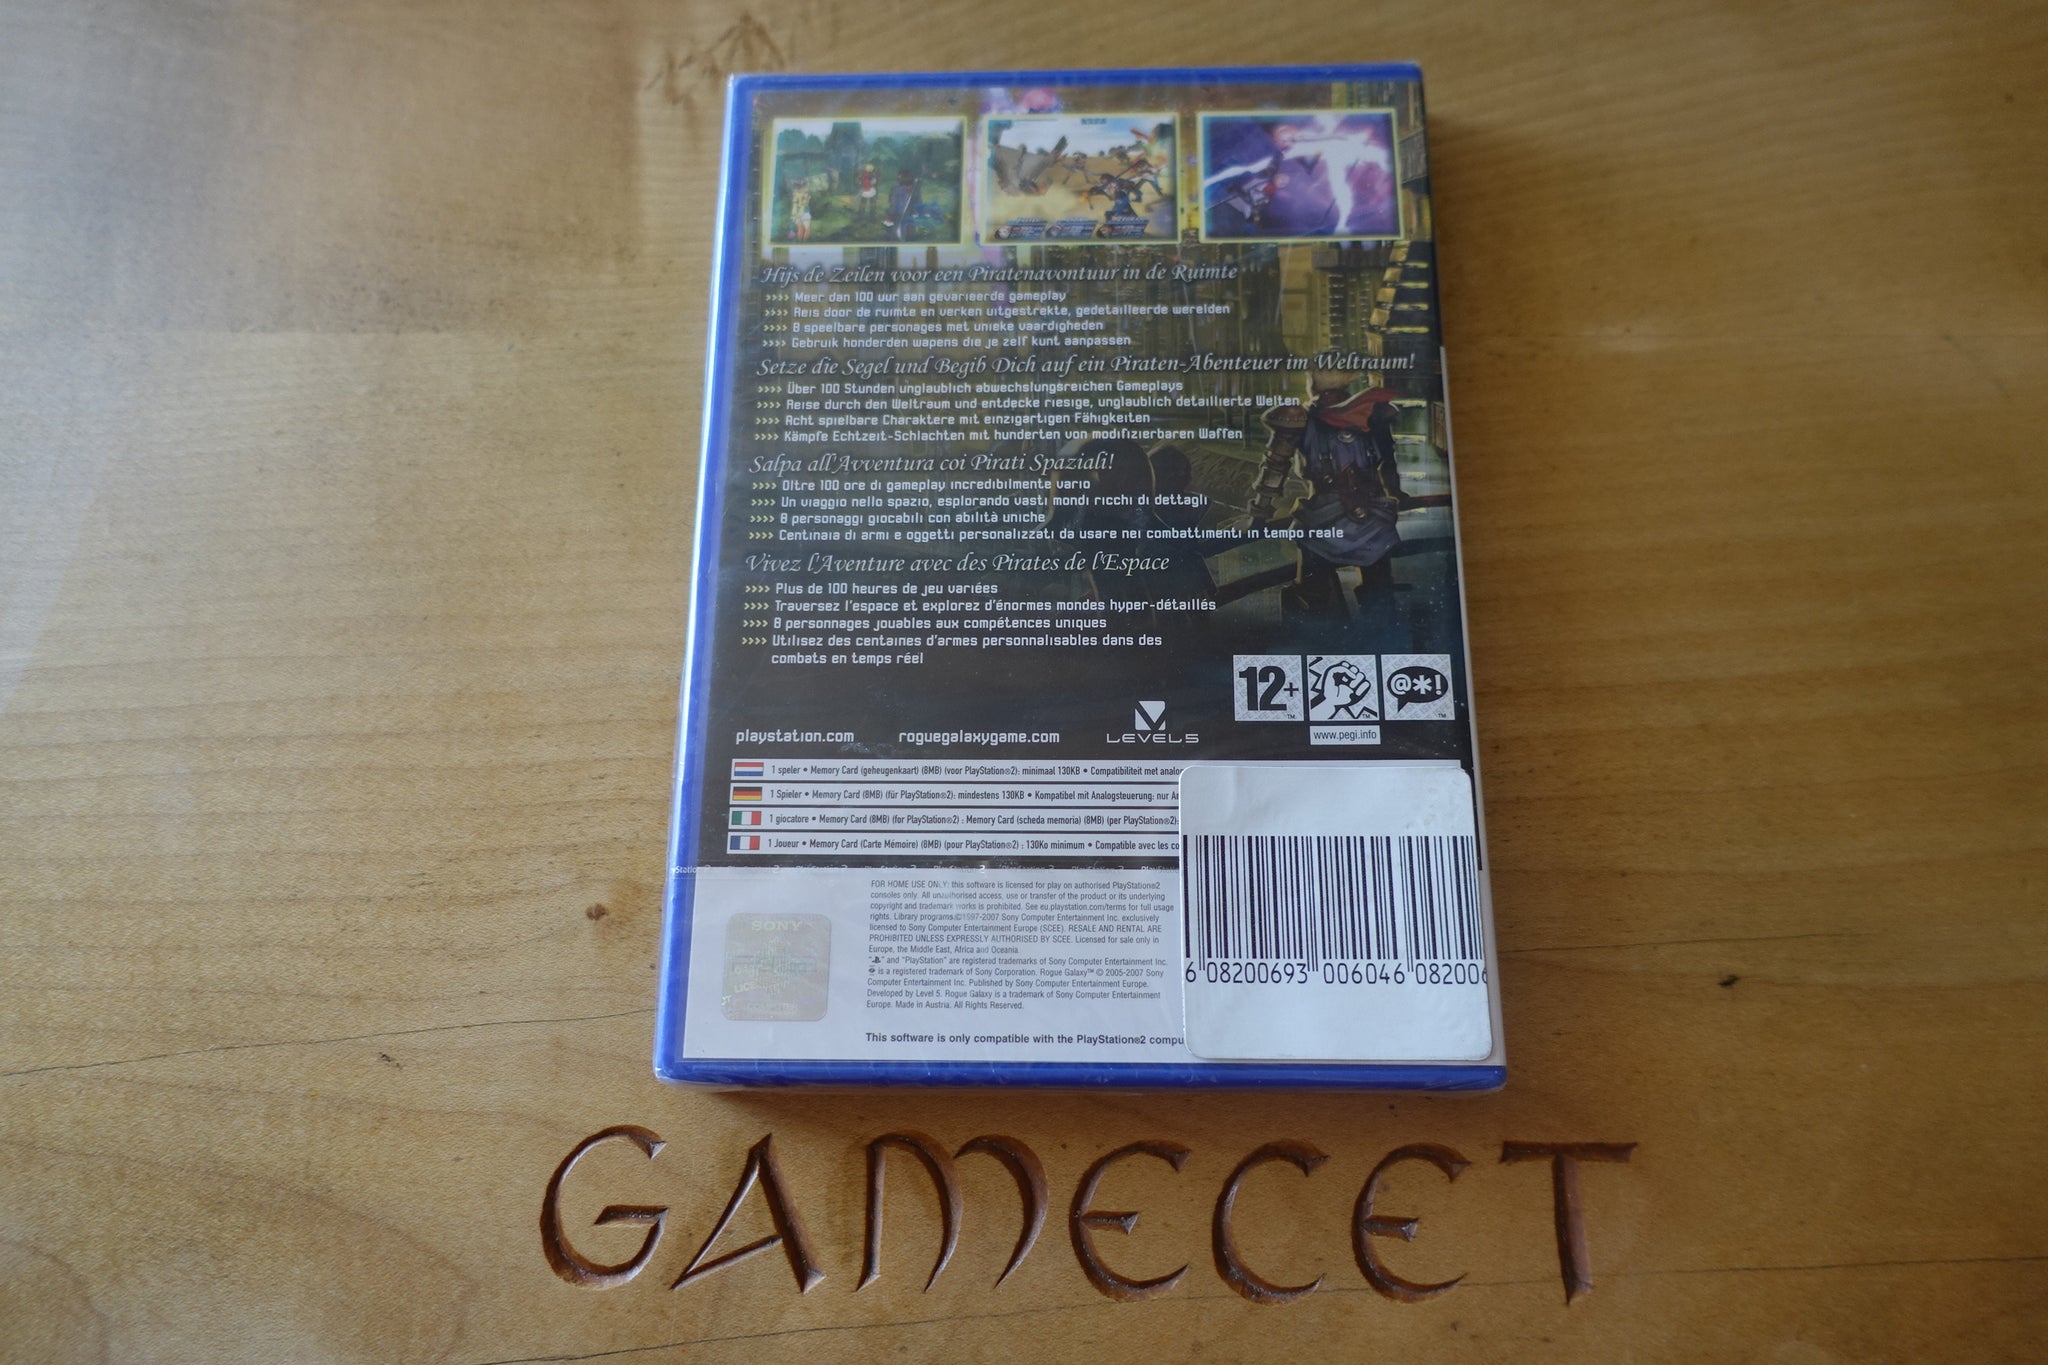 Hijs de Zeilen voor een Piratenavontuur in de Ruimte
>>>> Meer dan 100 uur aan gevarieerde gameplay
>>>> Reis door de ruimte en verken uitgestrekte, gedetailleerde werelden
>>>> 8 speelbare personages met unieke vaardigheden
>>>> Gebruik honderden wapens die je zelf kunt aanpassen
Setze die Segel und Begib Dich auf ein Piraten-Abenteuer im Weltraum!
>>>> Über 100 Stunden unglaublich abwechslungsreichen Gameplays
>>>> Reise durch den Weltraum und entdecke riesige, unglaublich detaillierte Welten
>>>> Acht spielbare Charaktere mit einzigartigen Fähigkeiten
>>>> Kämpfe Echtzeit-Schlachten mit hunderten von modifizierbaren Waffen
Salpa all'Avventura coi Pirati Spaziali!
>>>> Oltre 100 ore di gameplay incredibilmente vario
>>>> Un viaggio nello spazio, esplorando vasti mondi ricchi di dettagli
>>>> 8 personaggi giocabili con abilità uniche
>>>> Centinaia di armi e oggetti personalizzati da usare nei combattimenti in tempo reale
Vivez l'Aventure avec des Pirates de l'Espace
>>>> Plus de 100 heures de jeu variées
>>>> Traversez l'espace et explorez d'énormes mondes hyper-détaillés
>>>> 8 personnages jouables aux compétences uniques
>>>> Utilisez des centaines d'armes personnalisables dans des
combats en temps réel
12+ ™ ™ @*! ™
www.pegi.info
playstation.com roguegalaxygame.com LEVEL5
1 speler • Memory Card (geheugenkaart) (8MB) (voor PlayStation®2): minimaal 130KB • Compatibiliteit met analo
1 Spieler • Memory Card (8MB) (für PlayStation®2): mindestens 130KB • Kompatibel mit Analogsteuerung: nur An
1 giocatore • Memory Card (8MB) (for PlayStation®2) : Memory Card (scheda memoria) (8MB) (per PlayStation®2):
1 Joueur • Memory Card (Carte Mémoire) (8MB) (pour PlayStation®2) : 130Ko minimum • Compatible avec les co
FOR HOME USE ONLY: this software is licensed for play on authorised PlayStation®2
consoles only. All unauthorised access, use or transfer of the product or its underlying
copyright and trademark works is prohibited. See eu.playstation.com/terms for full usage
rights. Library programs ©1997-2007 Sony Computer Entertainment Inc. exclusively
licensed to Sony Computer Entertainment Europe (SCEE). RESALE AND RENTAL ARE
PROHIBITED UNLESS EXPRESSLY AUTHORISED BY SCEE. Licensed for sale only in
Europe, the Middle East, Africa and Oceania.
" " and "PlayStation" are registered trademarks of Sony Computer Entertainment Inc.
is a registered trademark of Sony Corporation. Rogue Galaxy™ © 2005-2007 Sony
Computer Entertainment Inc. Published by Sony Computer Entertainment Europe.
Developed by Level 5. Rogue Galaxy is a trademark of Sony Computer Entertainment
Europe. Made in Austria. All Rights Reserved.
This software is only compatible with the PlayStation®2 compu
SONY
6 08200693 006046 082006
GAMECET